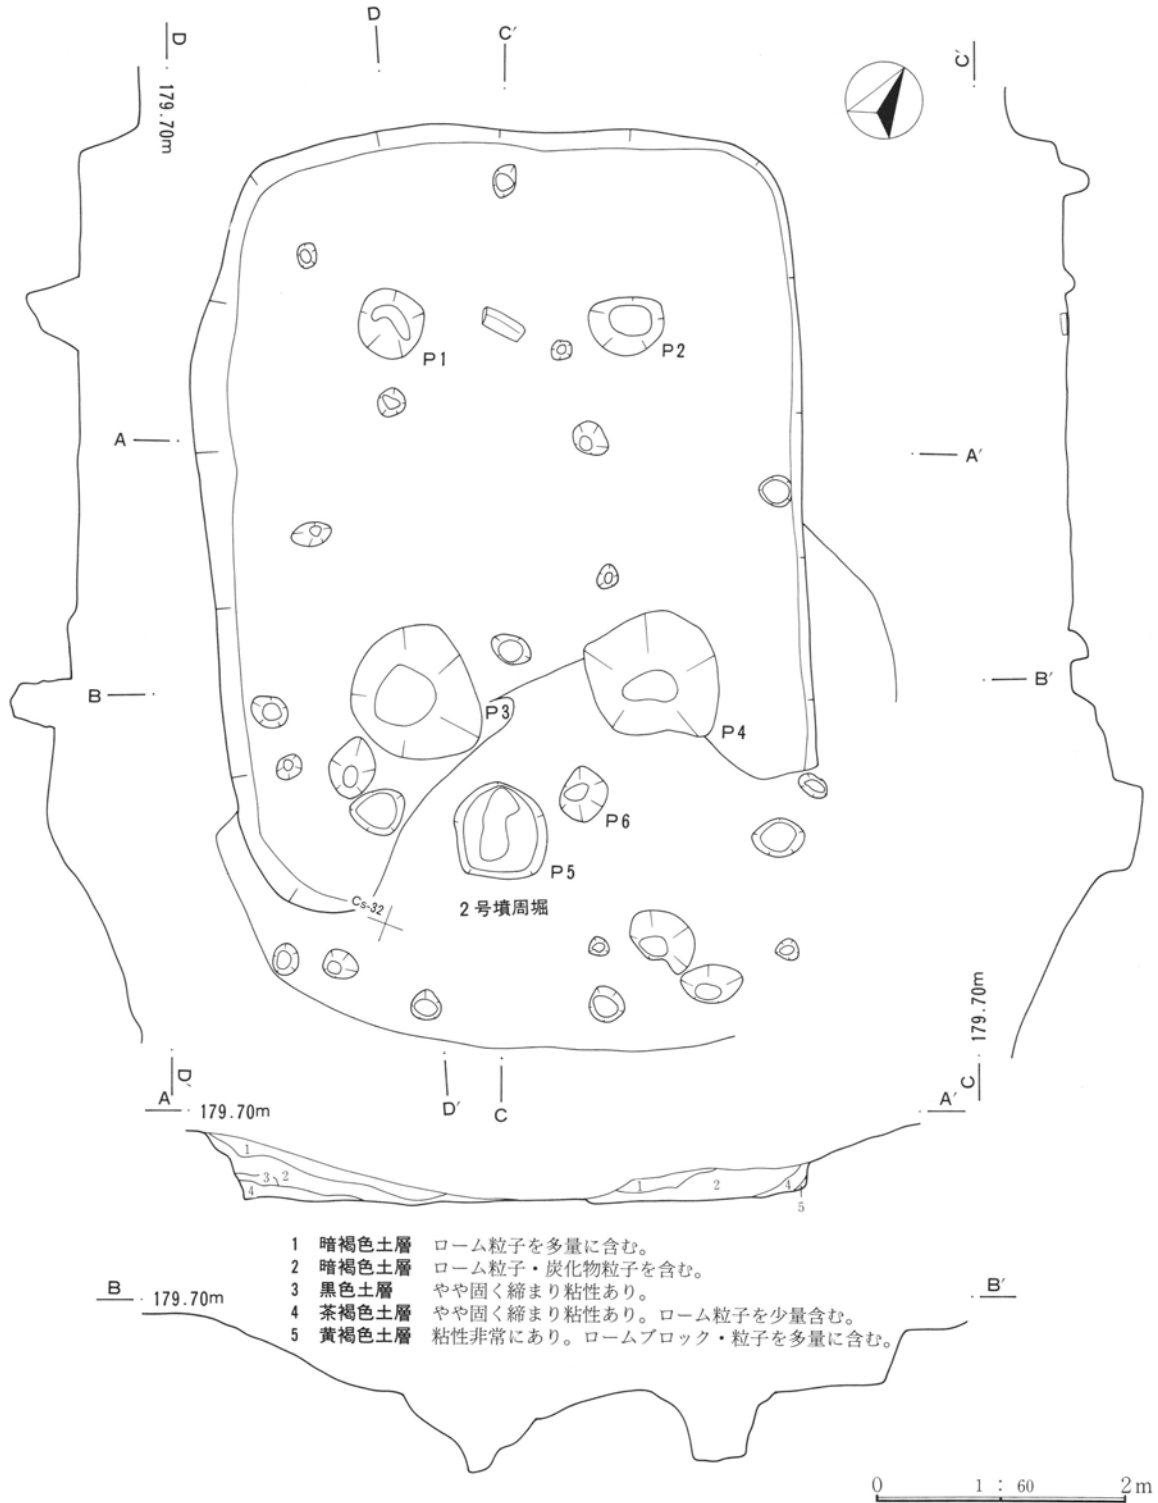 D
D
C′
C′
179.70m
P1
P2
A
A′
B
B′
P3
P4
P6
P5
Cs-32
2号墳周堀
179.70m
D′
D′
C
C
A
179.70m
A′
1
3
2
4
1
2
4
5
1 暗褐色土層 ローム粒子を多量に含む。
2 暗褐色土層 ローム粒子・炭化物粒子を含む。
3 黒色土層 やや固く締まり粘性あり。
4 茶褐色土層 やや固く締まり粘性あり。ローム粒子を少量含む。
5 黄褐色土層 粘性非常にあり。ロームブロック・粒子を多量に含む。
B
179.70m
B′
0 1 : 60 2m